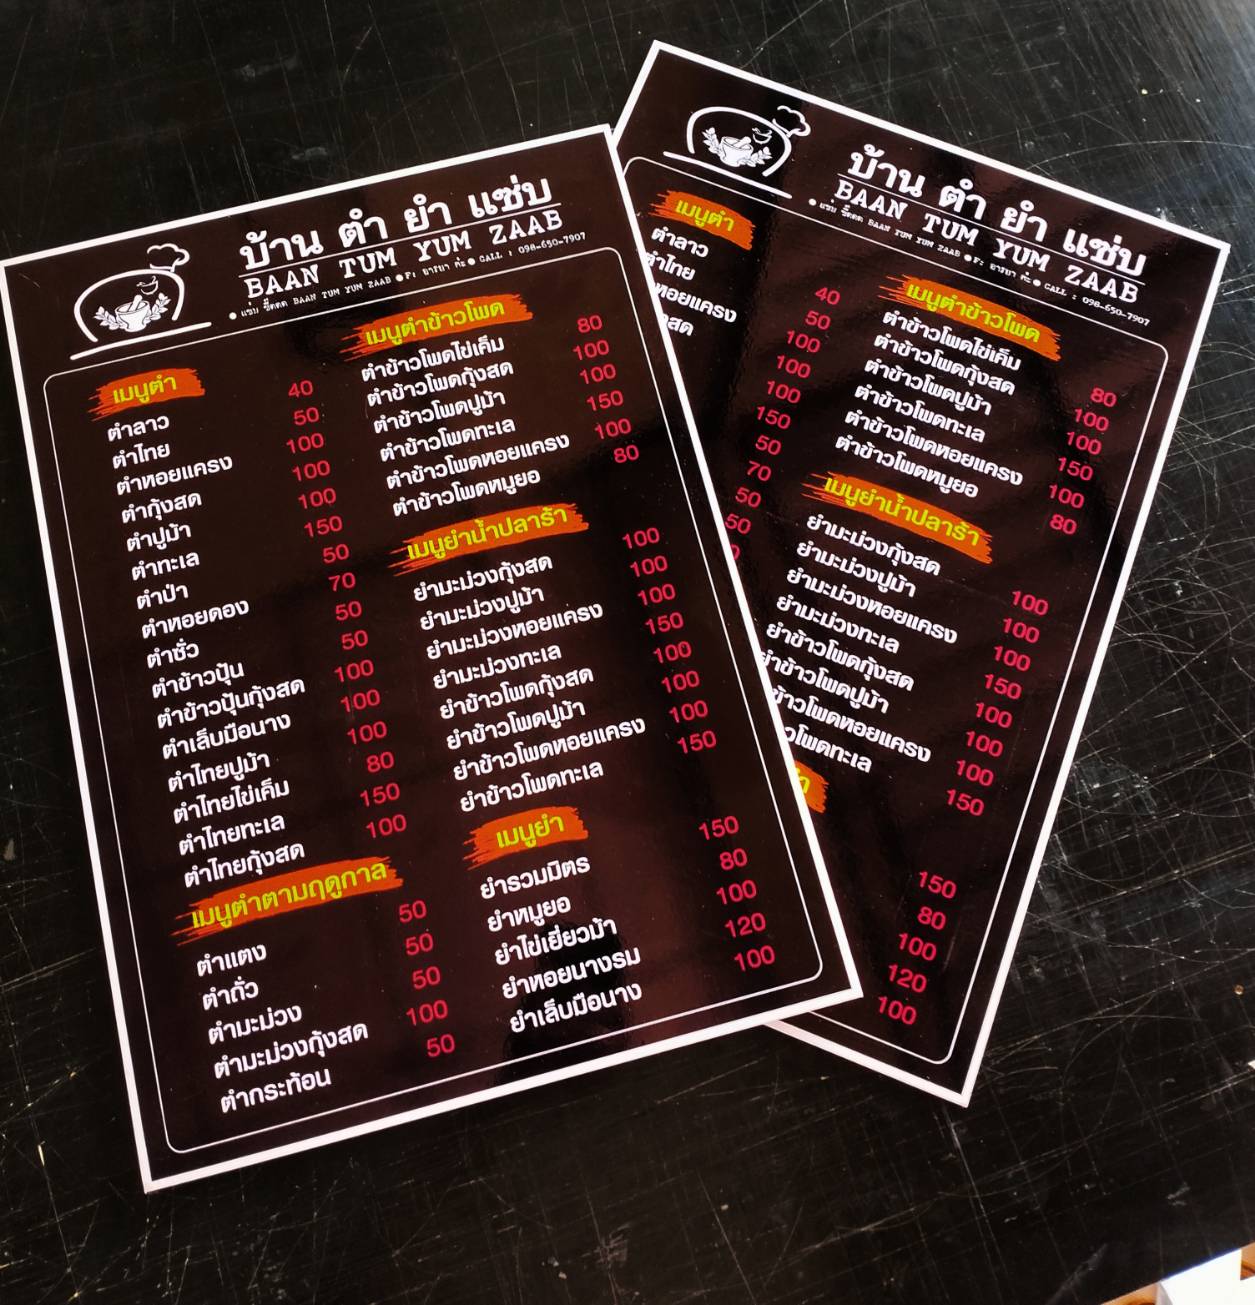 บ้าน ตำ ยำ แซ่บ
BAAN TUM YUM ZAAB
● แซ่บ ซี๊ดดด BAAN TUM YUM ZAAB ● F: อารยา ก๋ะ ● CALL : 098-650-7907
เมนูตำ
ตำลาว 40
ตำไทย 50
ตำหอยแครง 100
ตำกุ้งสด 100
ตำปูม้า 100
ตำทะเล 150
ตำป่า 50
ตำหอยดอง 70
ตำซั่ว 50
ตำข้าวปุ้น 50
ตำข้าวปุ้นกุ้งสด 100
ตำเล็บมือนาง 100
ตำไทยปูม้า 100
ตำไทยไข่เค็ม 80
ตำไทยทะเล 150
ตำไทยกุ้งสด 100
เมนูตำตามฤดูกาล
ตำแตง 50
ตำถั่ว 50
ตำมะม่วง 50
ตำมะม่วงกุ้งสด 100
ตำกระท้อน 50
เมนูตำข้าวโพด
ตำข้าวโพดไข่เค็ม 80
ตำข้าวโพดกุ้งสด 100
ตำข้าวโพดปูม้า 100
ตำข้าวโพดทะเล 150
ตำข้าวโพดหอยแครง 100
ตำข้าวโพดหมูยอ 80
เมนูยำน้ำปลาร้า
ยำมะม่วงกุ้งสด 100
ยำมะม่วงปูม้า 100
ยำมะม่วงหอยแครง 100
ยำมะม่วงทะเล 150
ยำข้าวโพดกุ้งสด 100
ยำข้าวโพดปูม้า 100
ยำข้าวโพดหอยแครง 100
ยำข้าวโพดทะเล 150
เมนูยำ
ยำรวมมิตร 150
ยำหมูยอ 80
ยำไข่เยี่ยวม้า 100
ยำหอยนางรม 120
ยำเล็บมือนาง 100
บ้าน ตำ ยำ แซ่บ
BAAN TUM YUM ZAAB
● แซ่บ ซี๊ดดด BAAN TUM YUM ZAAB ● F: อารยา ก๋ะ ● CALL : 098-650-7907
เมนูตำ
ตำลาว 40
ตำไทย 50
หอยแครง 100
สด 100
150
50
70
50
50
เมนูตำข้าวโพด
ตำข้าวโพดไข่เค็ม 80
ตำข้าวโพดกุ้งสด 100
ตำข้าวโพดปูม้า 100
ตำข้าวโพดทะเล 150
ตำข้าวโพดหอยแครง 100
ตำข้าวโพดหมูยอ 80
เมนูยำน้ำปลาร้า
ยำมะม่วงกุ้งสด 100
ยำมะม่วงปูม้า 100
ยำมะม่วงหอยแครง 100
ยำมะม่วงทะเล 150
ยำข้าวโพดกุ้งสด 100
ยำข้าวโพดปูม้า 100
ข้าวโพดหอยแครง 100
วโพดทะเล 150
150
80
100
120
100